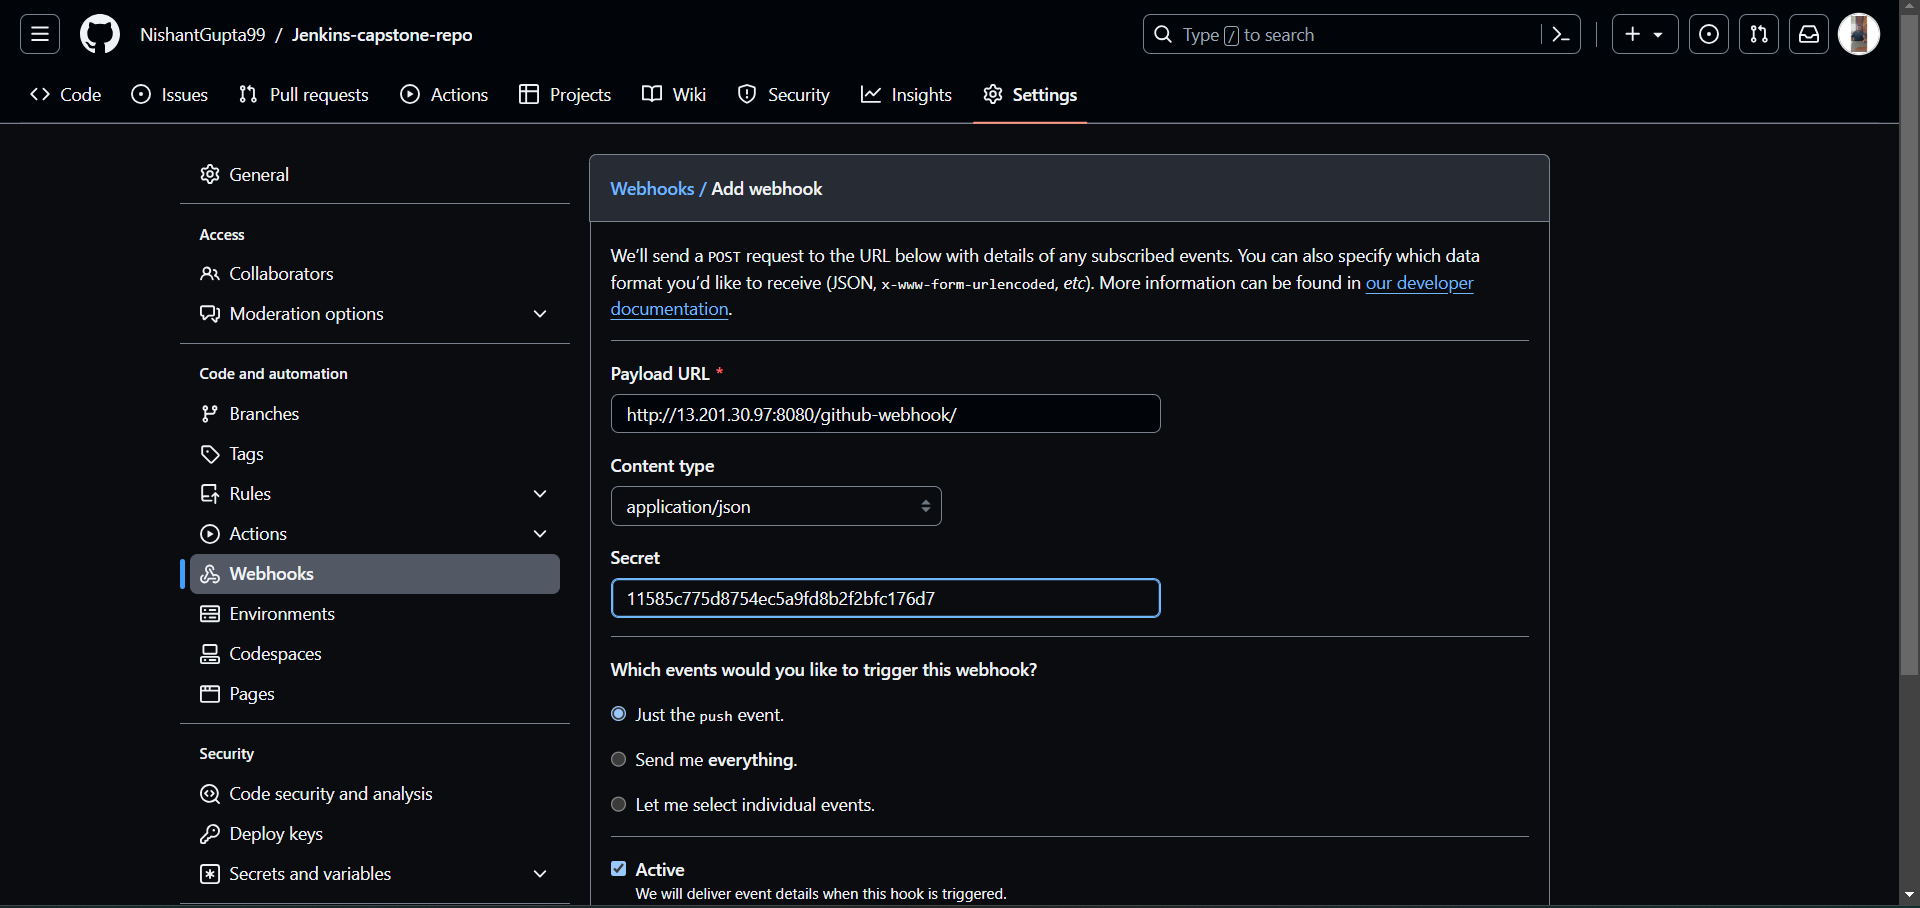 NishantGupta99 / Jenkins-capstone-repo
Type / to search
Code
Issues
Pull requests
Actions
Projects
Wiki
Security
Insights
Settings
General
Access
Collaborators
Moderation options
Code and automation
Branches
Tags
Rules
Actions
Webhooks
Environments
Codespaces
Pages
Security
Code security and analysis
Deploy keys
Secrets and variables
Webhooks / Add webhook
We’ll send a POST request to the URL below with details of any subscribed events. You can also specify which data
format you’d like to receive (JSON, x-www-form-urlencoded, etc). More information can be found in our developer
documentation.
Payload URL *
http://13.201.30.97:8080/github-webhook/
Content type
application/json
Secret
11585c775d8754ec5a9fd8b2f2bfc176d7
Which events would you like to trigger this webhook?
Just the push event.
Send me everything.
Let me select individual events.
Active
We will deliver event details when this hook is triggered.